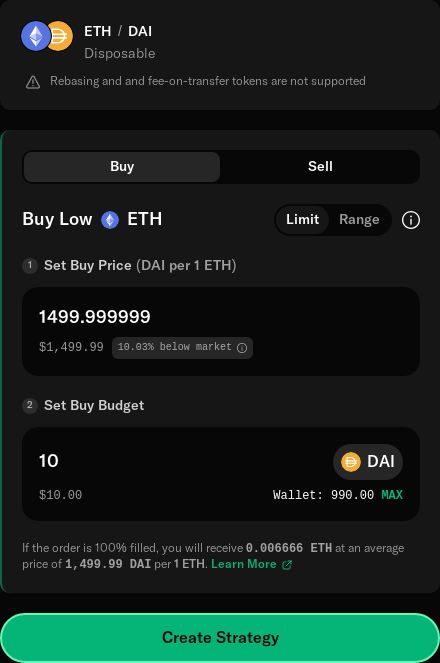 ETH / DAI
Disposable
Rebasing and and fee-on-transfer tokens are not supported
Buy
Sell
Buy Low ETH
Limit
Range
1 Set Buy Price (DAI per 1 ETH)
1499.999999
$1,499.99
10.03% below market
2 Set Buy Budget
10
DAI
$10.00
Wallet: 990.00 MAX
If the order is 100% filled, you will receive 0.006666 ETH at an average
price of 1,499.99 DAI per 1 ETH. Learn More
Create Strategy